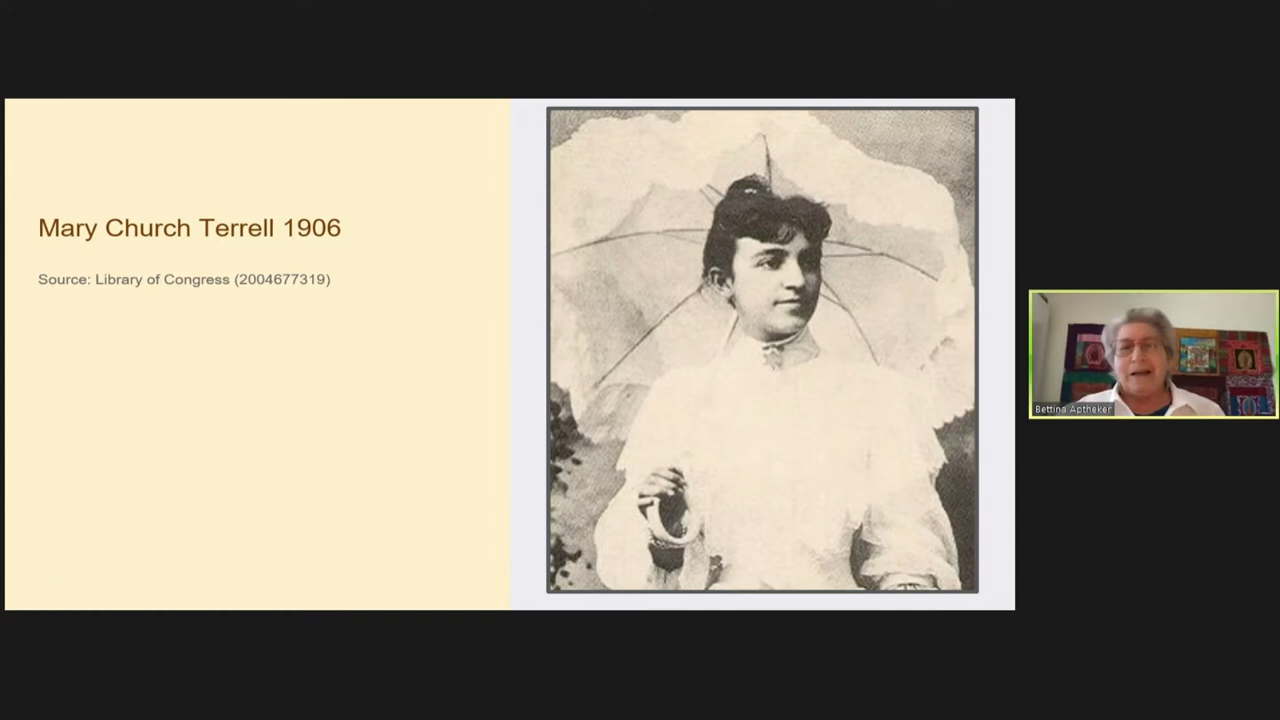 Mary Church Terrell 1906
Source: Library of Congress (2004677319)
Bettina Aptheker